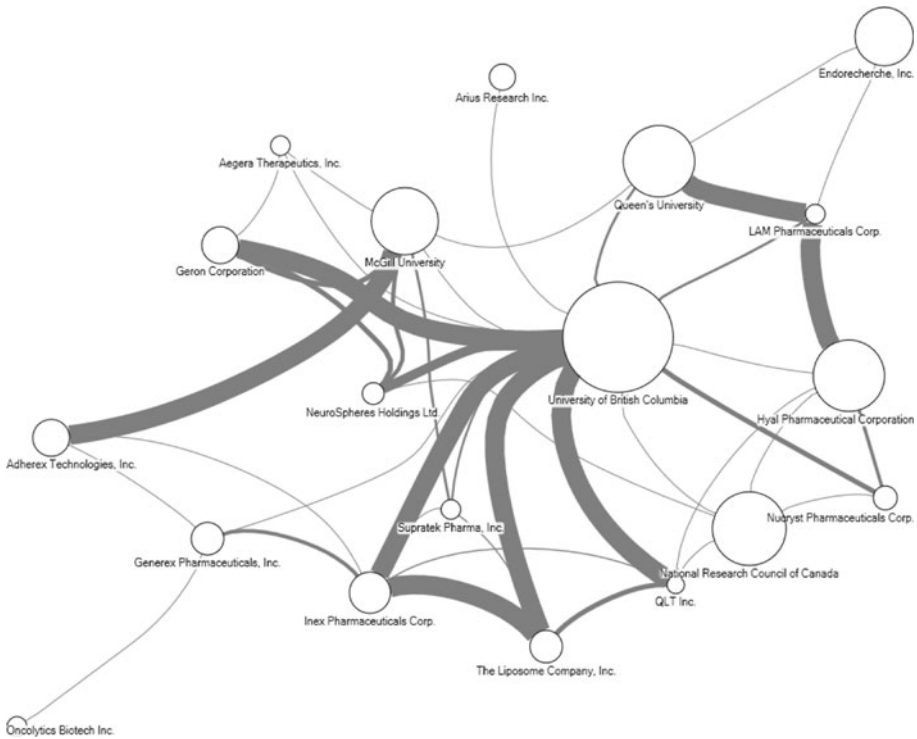 Endorecherche, Inc.
Arius Research Inc.
Aegera Therapeutics, Inc.
Queen's University
LAM Pharmaceuticals Corp.
McGill University
Geron Corporation
NeuroSpheres Holdings Ltd.
University of British Columbia
Hyal Pharmaceutical Corporation
Adherex Technologies, Inc.
Supratek Pharma, Inc.
Nucryst Pharmaceuticals Corp.
Generex Pharmaceuticals, Inc.
National Research Council of Canada
QLT Inc.
Inex Pharmaceuticals Corp.
The Liposome Company, Inc.
Oncolytics Biotech Inc.